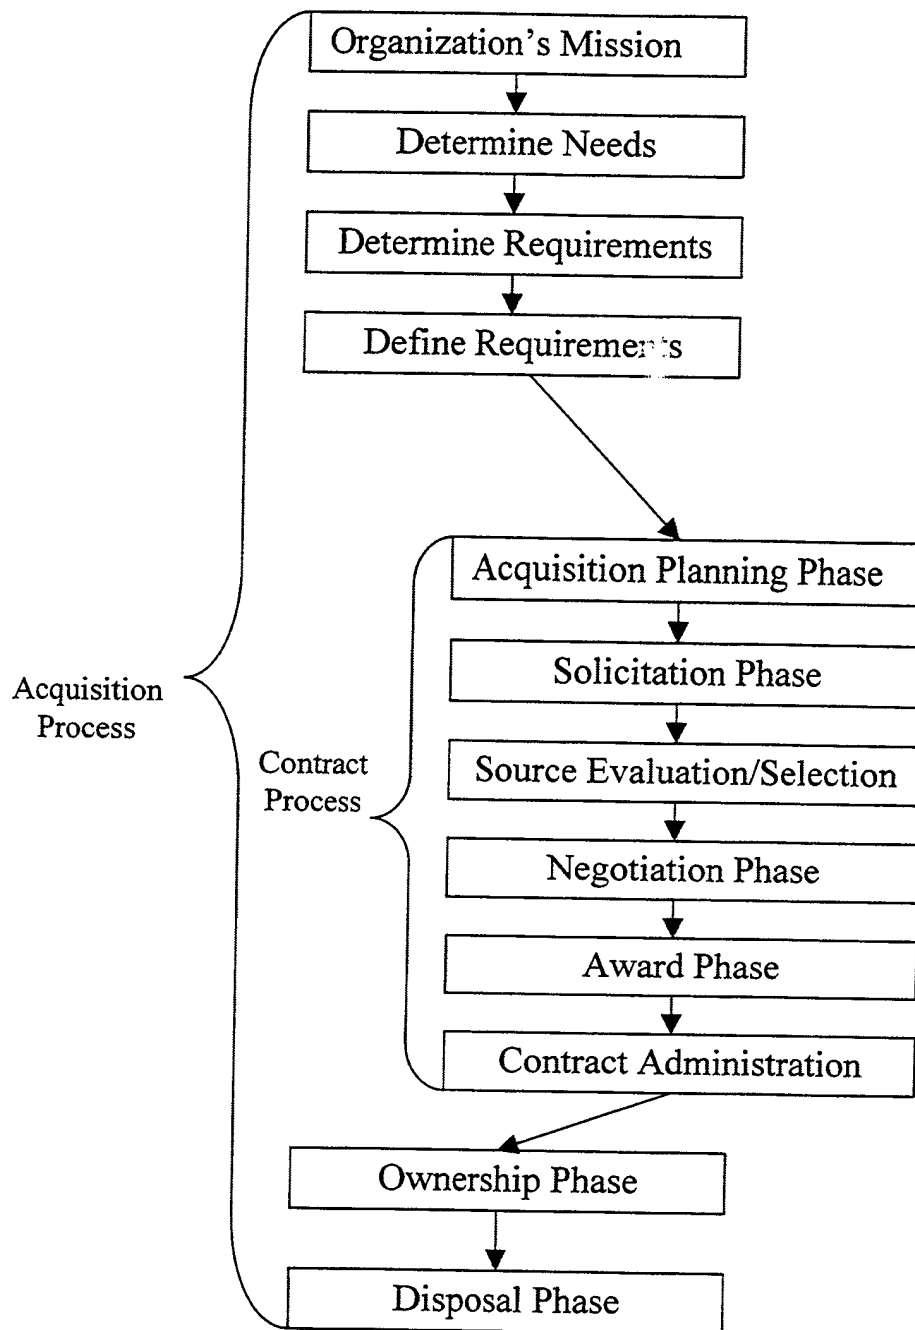 Organization's Mission
Determine Needs
Determine Requirements
Define Requirements
Acquisition Planning Phase
Solicitation Phase
Acquisition
Process
Contract
Process
Source Evaluation/Selection
Negotiation Phase
Award Phase
Contract Administration
Ownership Phase
Disposal Phase